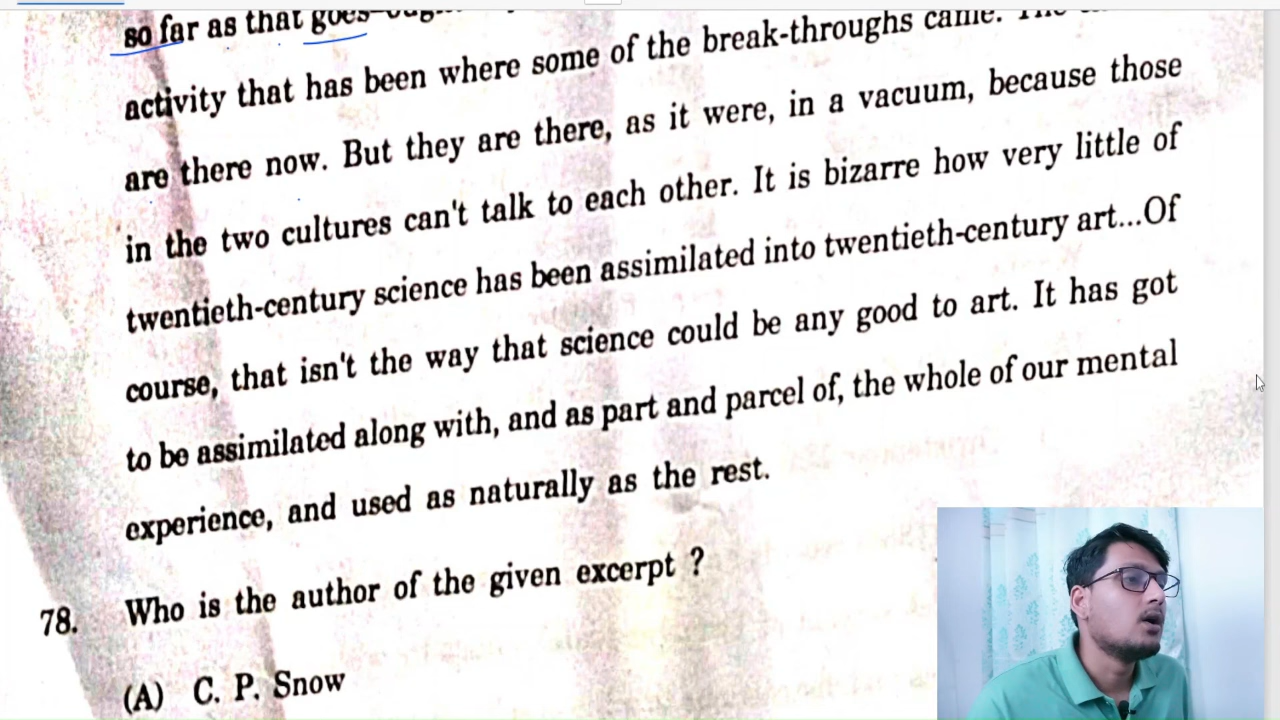 so far as that goes
activity that has been where some of the break-throughs came.
are there now. But they are there, as it were, in a vacuum, because those
in the two cultures can't talk to each other. It is bizarre how very little of
twentieth-century science has been assimilated into twentieth-century art...Of
course, that isn't the way that science could be any good to art. It has got
to be assimilated along with, and as part and parcel of, the whole of our mental
experience, and used as naturally as the rest.
78. Who is the author of the given excerpt ?
(A) C. P. Snow